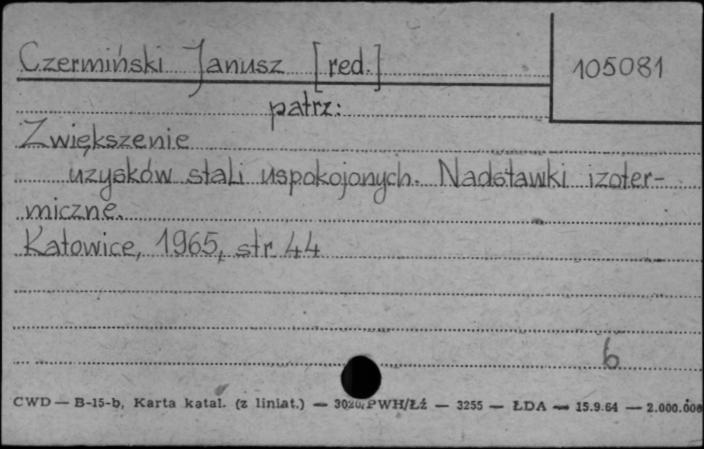 Czermiński Janusz [red.]
105081
patrz:
Zwiększenie
uzysków stali uspokojonych. Nadstawki izoter-
miczne.
Katowice, 1965, str. 44
6
CWD — B-15-b, Karta katal. (z liniat.) — 3020/PWH/Łź — 3255 — ŁDA — 15.9.64 — 2.000.000